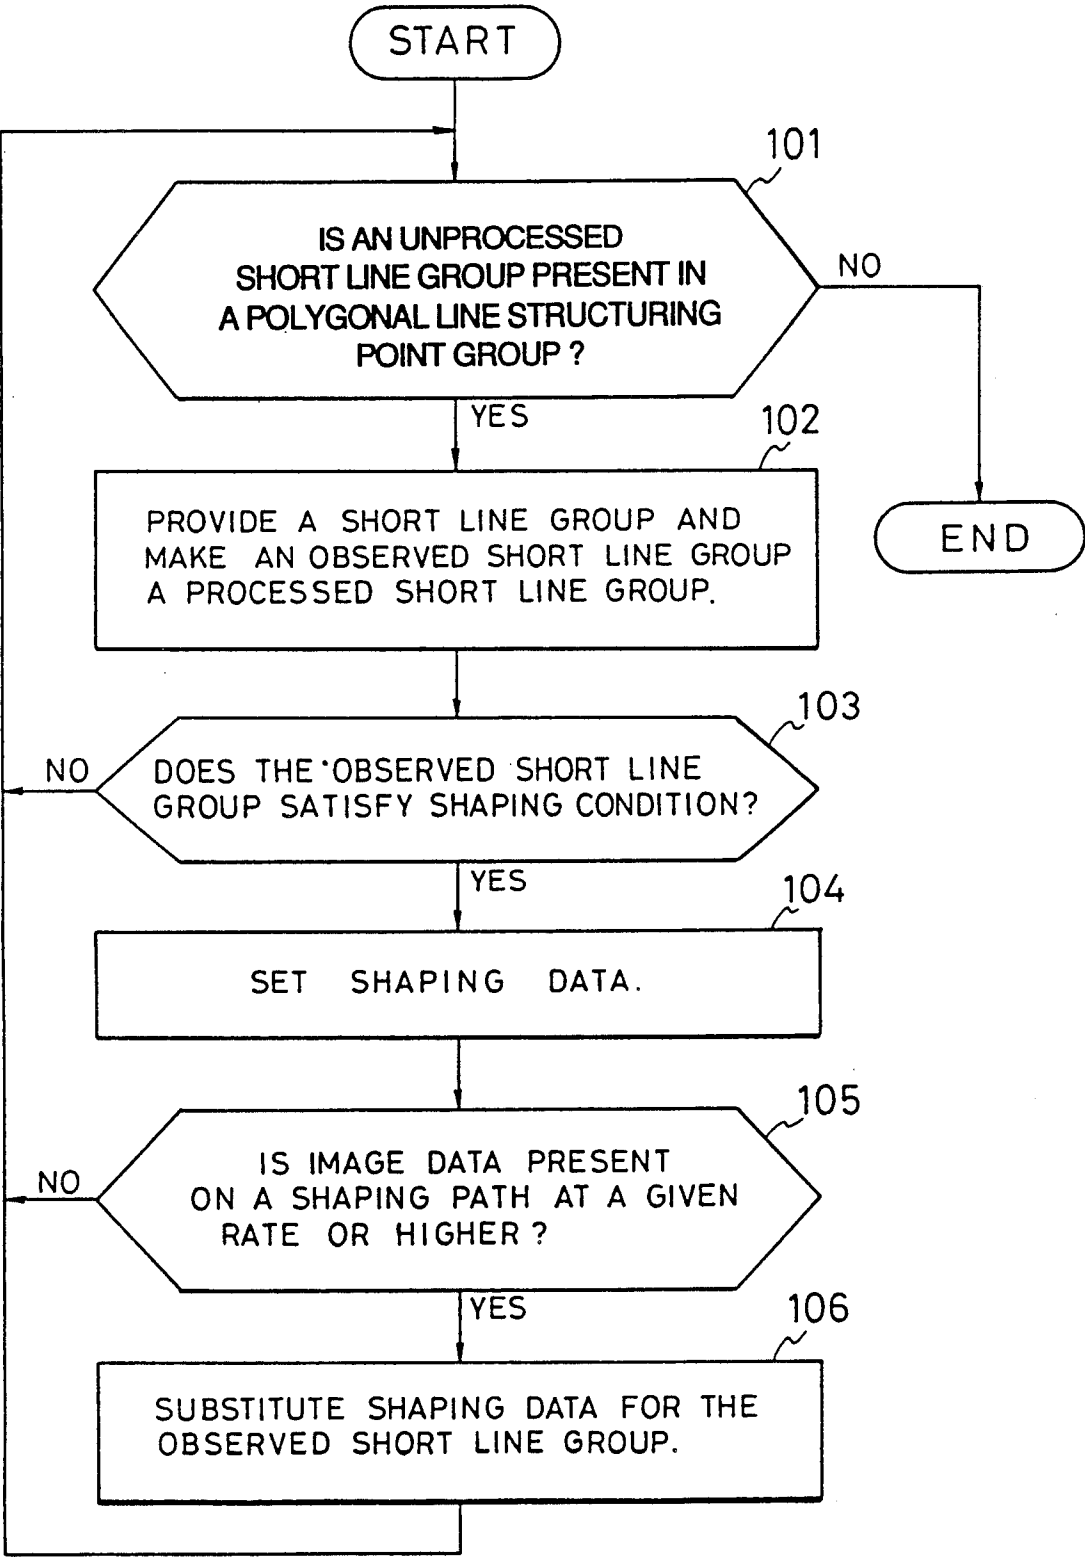 START
101
IS AN UNPROCESSED
SHORT LINE GROUP PRESENT IN
A POLYGONAL LINE STRUCTURING
POINT GROUP ?
NO
YES
102
PROVIDE A SHORT LINE GROUP AND
MAKE AN OBSERVED SHORT LINE GROUP
A PROCESSED SHORT LINE GROUP.
END
103
NO
DOES THE OBSERVED SHORT LINE
GROUP SATISFY SHAPING CONDITION?
YES
104
SET SHAPING DATA.
105
NO
IS IMAGE DATA PRESENT
ON A SHAPING PATH AT A GIVEN
RATE OR HIGHER ?
YES
106
SUBSTITUTE SHAPING DATA FOR THE
OBSERVED SHORT LINE GROUP.